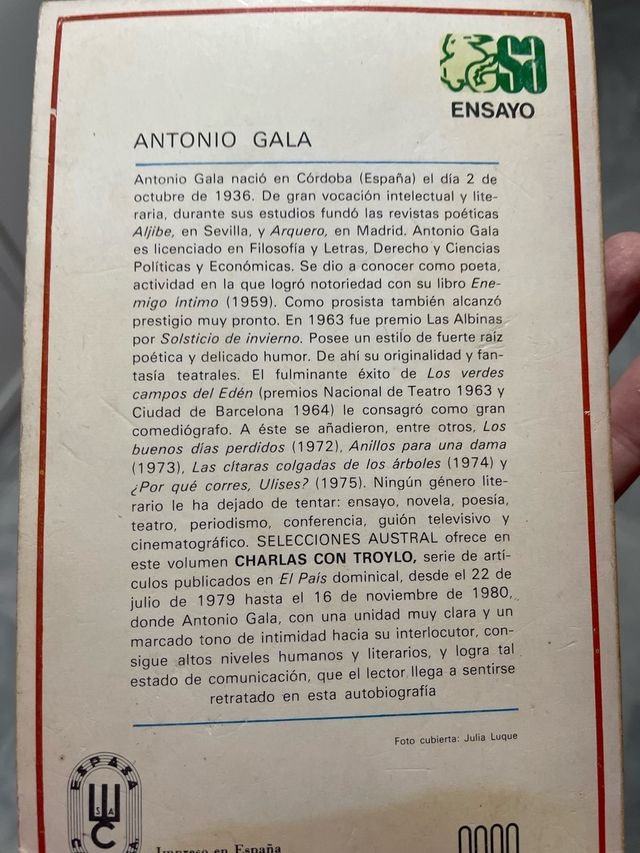 sa
ENSAYO
ANTONIO GALA
Antonio Gala nació en Córdoba (España) el día 2 de
octubre de 1936. De gran vocación intelectual y lite-
raria, durante sus estudios fundó las revistas poéticas
Aljibe, en Sevilla, y Arquero, en Madrid. Antonio Gala
es licenciado en Filosofía y Letras, Derecho y Ciencias
Políticas y Económicas. Se dio a conocer como poeta,
actividad en la que logró notoriedad con su libro Ene-
migo íntimo (1959). Como prosista también alcanzó
prestigio muy pronto. En 1963 fue premio Las Albinas
por Solsticio de invierno. Posee un estilo de fuerte raíz
poética y delicado humor. De ahí su originalidad y fan-
tasía teatrales. El fulminante éxito de Los verdes
campos del Edén (premios Nacional de Teatro 1963 y
Ciudad de Barcelona 1964) le consagró como gran
comediógrafo. A éste se añadieron, entre otros, Los
buenos días perdidos (1972), Anillos para una dama
(1973), Las cítaras colgadas de los árboles (1974) y
¿Por qué corres, Ulises? (1975). Ningún género lite-
rario le ha dejado de tentar: ensayo, novela, poesía,
teatro, periodismo, conferencia, guión televisivo y
cinematográfico. SELECCIONES AUSTRAL ofrece en
este volumen CHARLAS CON TROYLO, serie de artí-
culos publicados en El País dominical, desde el 22 de
julio de 1979 hasta el 16 de noviembre de 1980,
donde Antonio Gala, con una unidad muy clara y un
marcado tono de intimidad hacia su interlocutor, con-
sigue altos niveles humanos y literarios, y logra tal
estado de comunicación, que el lector llega a sentirse
retratado en esta autobiografía
Foto cubierta: Julia Luque
ESPASA
SA
C
Impreso en España